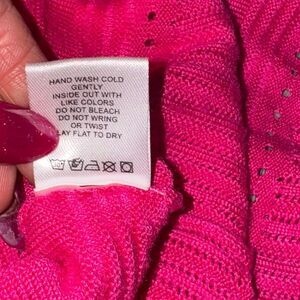 HAND WASH COLD
GENTLY
INSIDE OUT WITH
LIKE COLORS
DO NOT BLEACH
DO NOT WRING
OR TWIST
LAY FLAT TO DRY